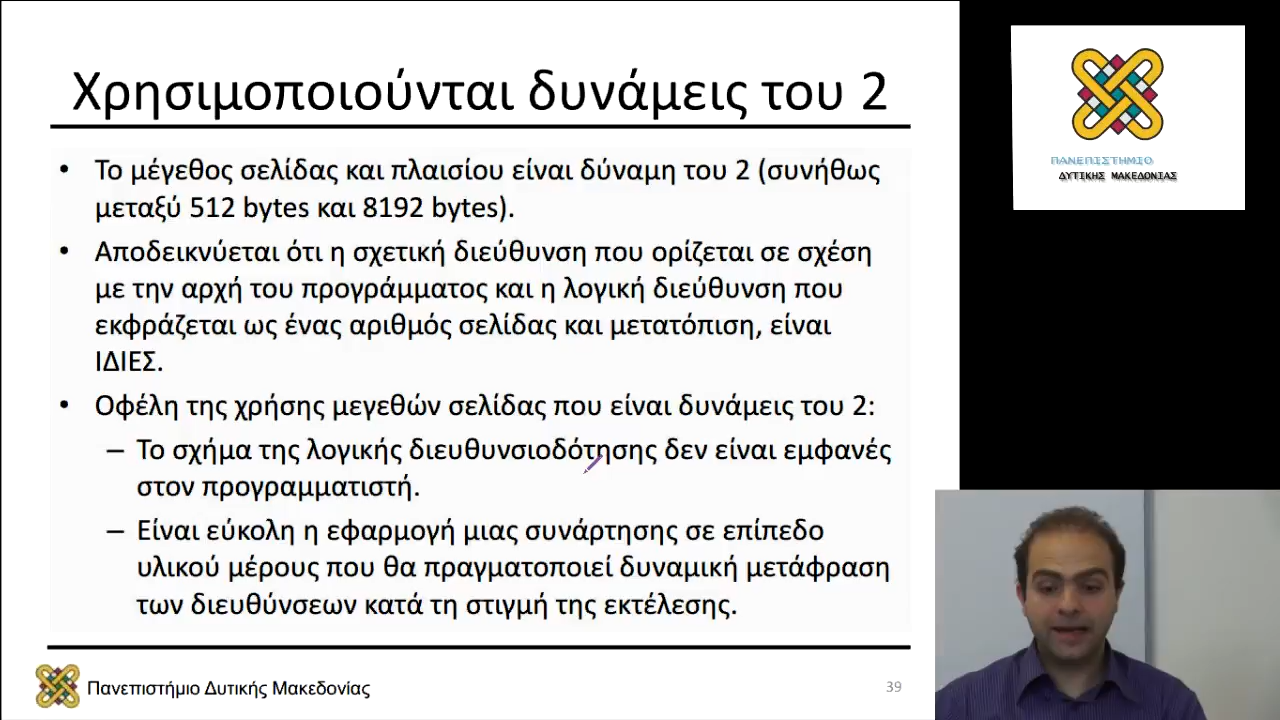 Χρησιμοποιούνται δυνάμεις του 2
• Το μέγεθος σελίδας και πλαισίου είναι δύναμη του 2 (συνήθως
μεταξύ 512 bytes και 8192 bytes).
• Αποδεικνύεται ότι η σχετική διεύθυνση που ορίζεται σε σχέση
με την αρχή του προγράμματος και η λογική διεύθυνση που
εκφράζεται ως ένας αριθμός σελίδας και μετατόπιση, είναι
ΙΔΙΕΣ.
• Οφέλη της χρήσης μεγεθών σελίδας που είναι δυνάμεις του 2:
– Το σχήμα της λογικής διευθυνσιοδότησης δεν είναι εμφανές
στον προγραμματιστή.
– Είναι εύκολη η εφαρμογή μιας συνάρτησης σε επίπεδο
υλικού μέρους που θα πραγματοποιεί δυναμική μετάφραση
των διευθύνσεων κατά τη στιγμή της εκτέλεσης.
Πανεπιστήμιο Δυτικής Μακεδονίας
39
ΠΑΝΕΠΙΣΤΗΜΙΟ
ΔΥΤΙΚΗΣ ΜΑΚΕΔΟΝΙΑΣ